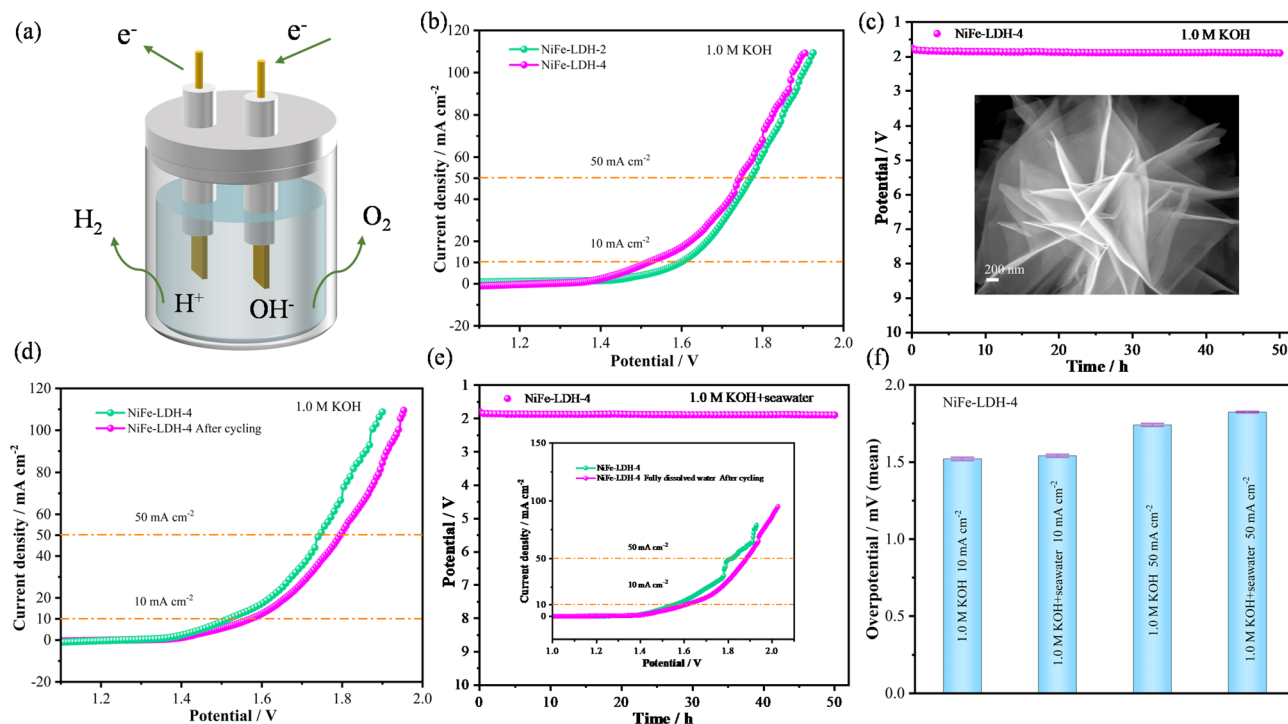 (a)
e-
e-
H2
O2
H+
OH-
(b)
NiFe-LDH-2
NiFe-LDH-4
1.0 M KOH
50 mA cm-2
10 mA cm-2
120
100
80
60
50
40
20
10
0
-20
1.2
1.4
1.6
1.8
2.0
Current density / mA cm-2
Potential / V
(c)
NiFe-LDH-4
1.0 M KOH
1
2
3
4
5
6
7
8
9
10
0
10
20
30
40
50
Potential / V
Time / h
200 nm
(d)
NiFe-LDH-4
NiFe-LDH-4 After cycling
1.0 M KOH
50 mA cm-2
10 mA cm-2
120
100
80
60
50
40
20
10
0
-20
1.2
1.4
1.6
1.8
2.0
Current density / mA cm-2
Potential / V
(e)
NiFe-LDH-4
1.0 M KOH+seawater
1
2
3
4
5
6
7
8
9
10
0
10
20
30
40
50
Potential / V
Time / h
NiFe-LDH-4
NiFe-LDH-4 Fully dissolved water After cycling
50 mA cm-2
10 mA cm-2
150
100
50
10
0
1.0
1.2
1.4
1.6
1.8
2.0
Current density / mA cm-2
Potential / V
(f)
NiFe-LDH-4
2.0
1.5
1.0
0.5
0.0
Overpotential / mV (mean)
1.0 M KOH 10 mA cm-2
1.0 M KOH+seawater 10 mA cm-2
1.0 M KOH 50 mA cm-2
1.0 M KOH+seawater 50 mA cm-2